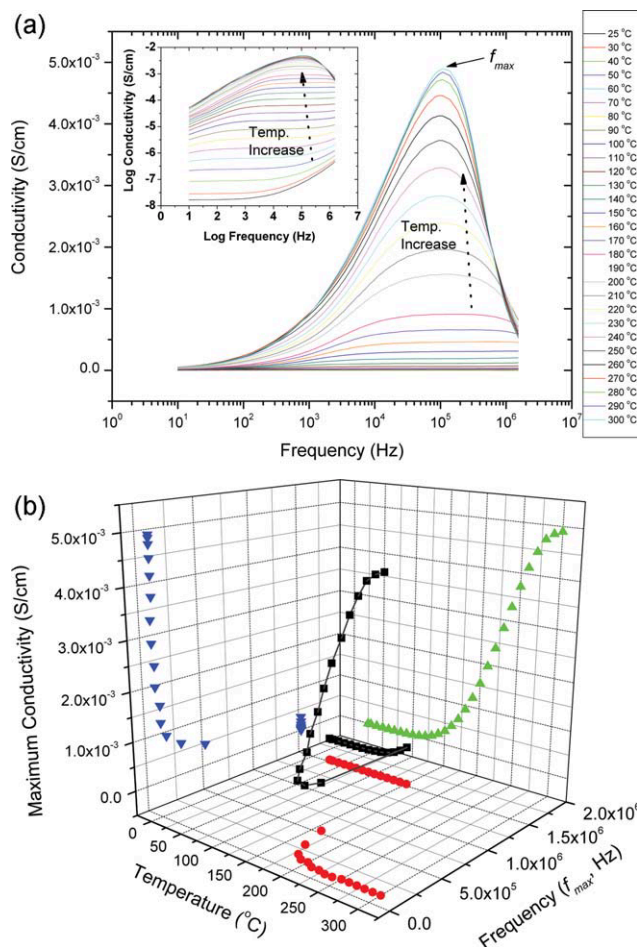 (a)
Condcutivity (S/cm)
5.0x10⁻³
4.0x10⁻³
3.0x10⁻³
2.0x10⁻³
1.0x10⁻³
0.0
Log Condcutivity (S/cm)
-2
-3
-4
-5
-6
-7
-8
0 1 2 3 4 5 6 7
Log Frequency (Hz)
Temp.
Increase
f_max
Temp.
Increase
10⁰ 10¹ 10² 10³ 10⁴ 10⁵ 10⁶ 10⁷
Frequency (Hz)
25 °C
30 °C
40 °C
50 °C
60 °C
70 °C
80 °C
90 °C
100 °C
110 °C
120 °C
130 °C
140 °C
150 °C
160 °C
170 °C
180 °C
190 °C
200 °C
210 °C
220 °C
230 °C
240 °C
250 °C
260 °C
270 °C
280 °C
290 °C
300 °C
(b)
Maximum Conductivity (S/cm)
5.0x10⁻³
4.0x10⁻³
3.0x10⁻³
2.0x10⁻³
1.0x10⁻³
0.0
0
50
100
150
200
250
300
Temperature (°C)
0.0
5.0x10⁵
1.0x10⁶
1.5x10⁶
2.0x10⁶
Frequency (f_max, Hz)